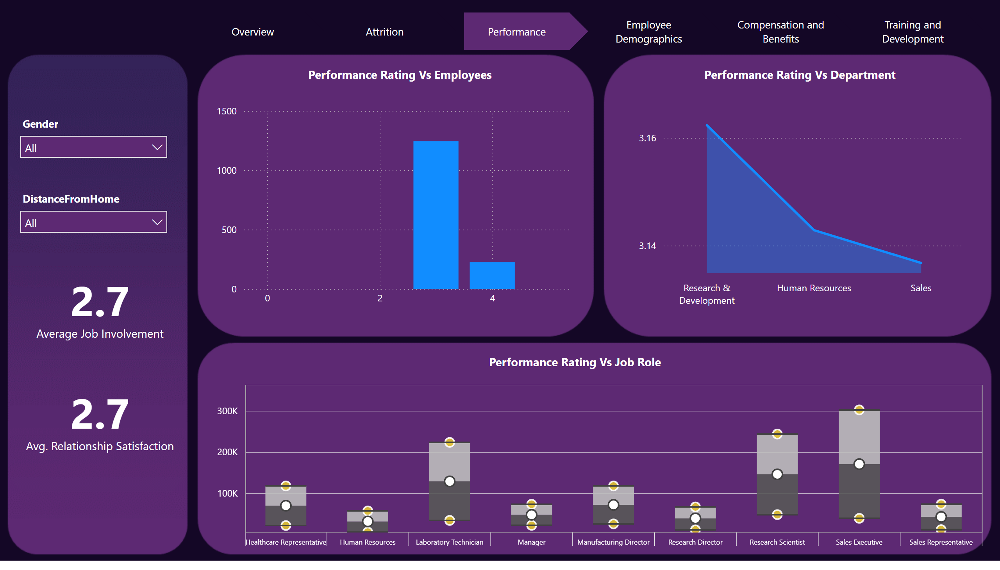 Overview
Attrition
Performance
Employee
Demographics
Compensation and
Benefits
Training and
Development
Gender
All
DistanceFromHome
All
2.7
Average Job Involvement
2.7
Avg. Relationship Satisfaction
Performance Rating Vs Employees
1500
1000
500
0
0
2
4
Performance Rating Vs Department
3.16
3.14
Research &
Development
Human Resources
Sales
Performance Rating Vs Job Role
300K
200K
100K
Healthcare Representative
Human Resources
Laboratory Technician
Manager
Manufacturing Director
Research Director
Research Scientist
Sales Executive
Sales Representative